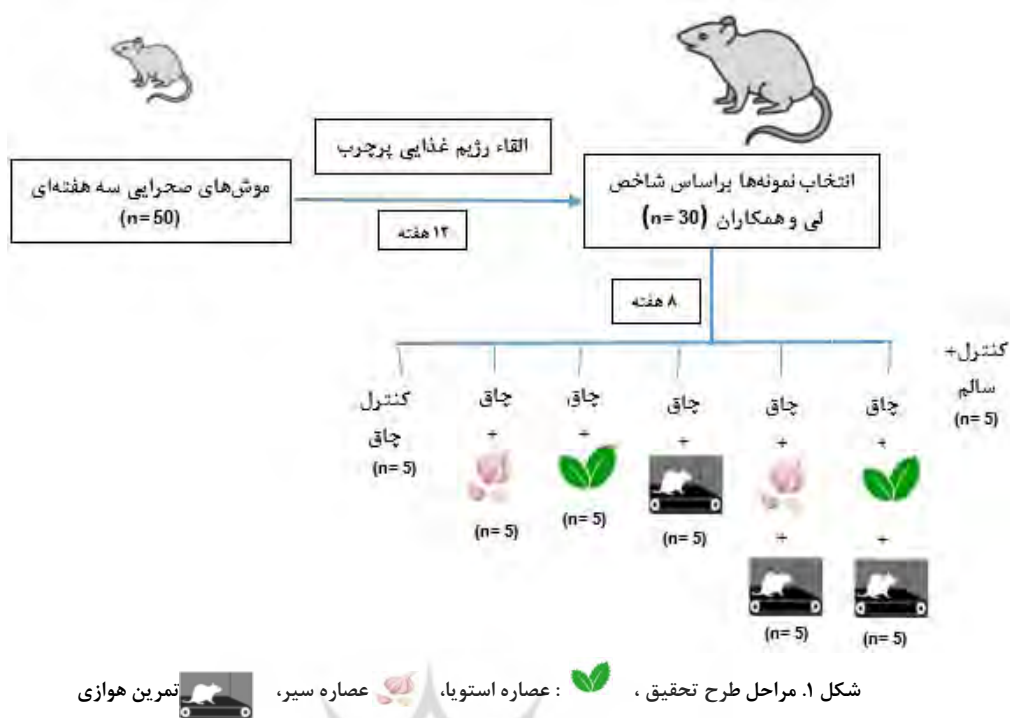 القاء رژیم غذایی پرچرب
موش‌های صحرایی سه هفته‌ای
(n=50)
۱۲ هفته
انتخاب نمونه‌ها براساس شاخص
لی و همکاران (n= 30)
۸ هفته
کنترل+
سالم
(n= 5)
چاق
+
+
(n= 5)
چاق
+
+
(n= 5)
چاق
+
(n= 5)
چاق
+
(n= 5)
چاق
+
(n= 5)
کنترل
چاق
(n= 5)
شکل ۱. مراحل طرح تحقیق ، : عصاره استویا، عصاره سیر، تمرین هوازی